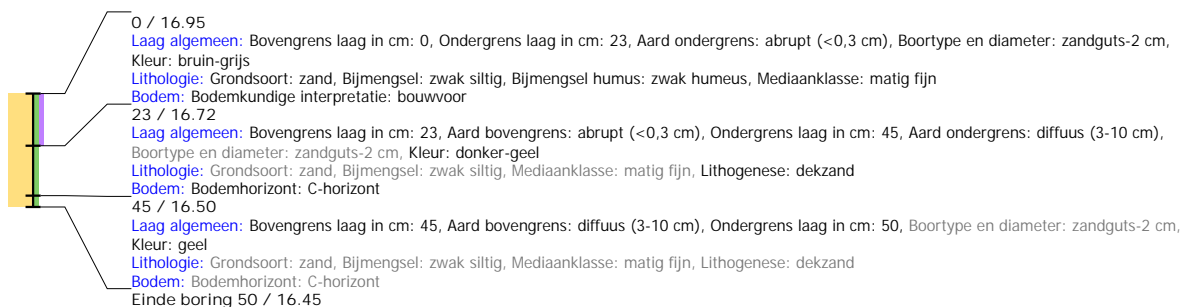 0 / 16.95
Laag algemeen: Bovengrens laag in cm: 0, Ondergrens laag in cm: 23, Aard ondergrens: abrupt (<0,3 cm), Boortype en diameter: zandguts-2 cm,
Kleur: bruin-grijs
Lithologie: Grondsoort: zand, Bijmengsel: zwak siltig, Bijmengsel humus: zwak humeus, Mediaanklasse: matig fijn
Bodem: Bodemkundige interpretatie: bouwvoor
23 / 16.72
Laag algemeen: Bovengrens laag in cm: 23, Aard bovengrens: abrupt (<0,3 cm), Ondergrens laag in cm: 45, Aard ondergrens: diffuus (3-10 cm),
Boortype en diameter: zandguts-2 cm, Kleur: donker-geel
Lithologie: Grondsoort: zand, Bijmengsel: zwak siltig, Mediaanklasse: matig fijn, Lithogenese: dekzand
Bodem: Bodemhorizont: C-horizont
45 / 16.50
Laag algemeen: Bovengrens laag in cm: 45, Aard bovengrens: diffuus (3-10 cm), Ondergrens laag in cm: 50, Boortype en diameter: zandguts-2 cm,
Kleur: geel
Lithologie: Grondsoort: zand, Bijmengsel: zwak siltig, Mediaanklasse: matig fijn, Lithogenese: dekzand
Bodem: Bodemhorizont: C-horizont
Einde boring 50 / 16.45